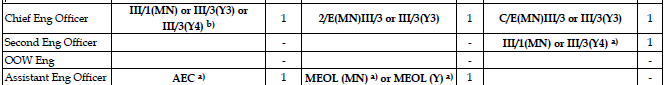 III/1(MN) or III/3(Y3) or
Chief Eng Officer III/3(Y4) b) 1 2/E(MN)III/3 or III/3(Y3) 1 C/E(MN)III/3 or III/3(Y3) 1
Second Eng Officer - - III/1(MN) or III/3(Y4) a) 1
OOW Eng - - -
Assistant Eng Officer AEC a) 1 MEOL (MN) a) or MEOL (Y) a) 1 -